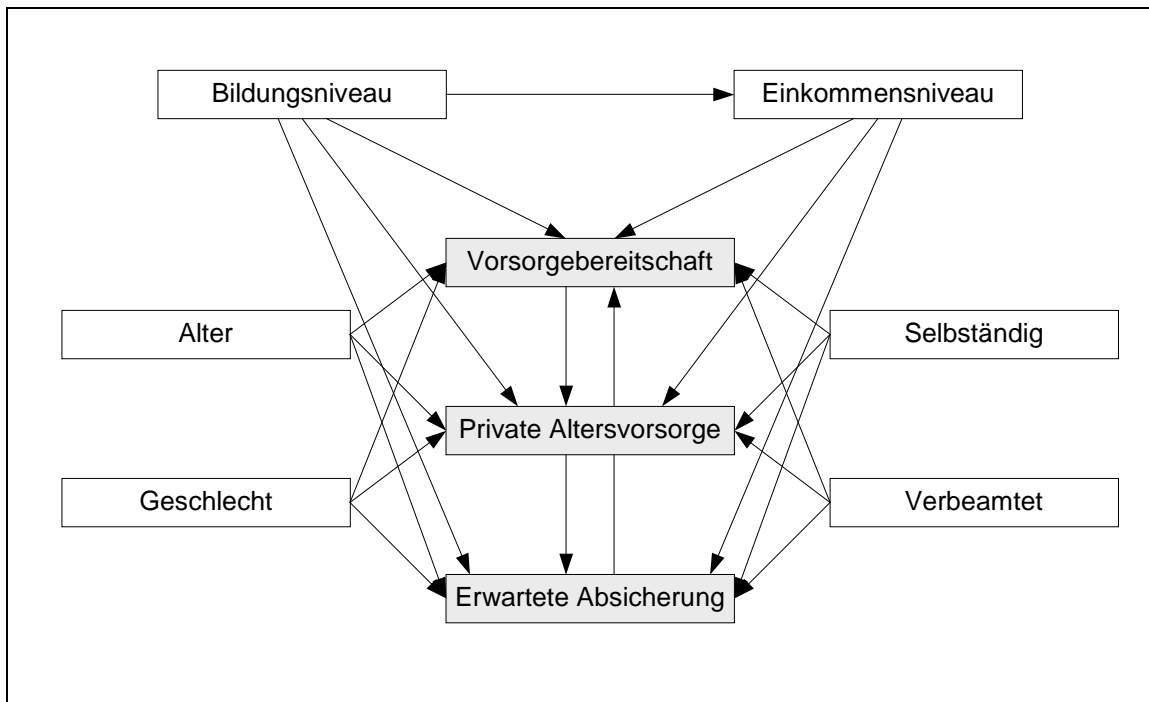 Bildungsniveau
Einkommensniveau
Vorsorgebereitschaft
Alter
Selbständig
Private Altersvorsorge
Geschlecht
Verbeamtet
Erwartete Absicherung